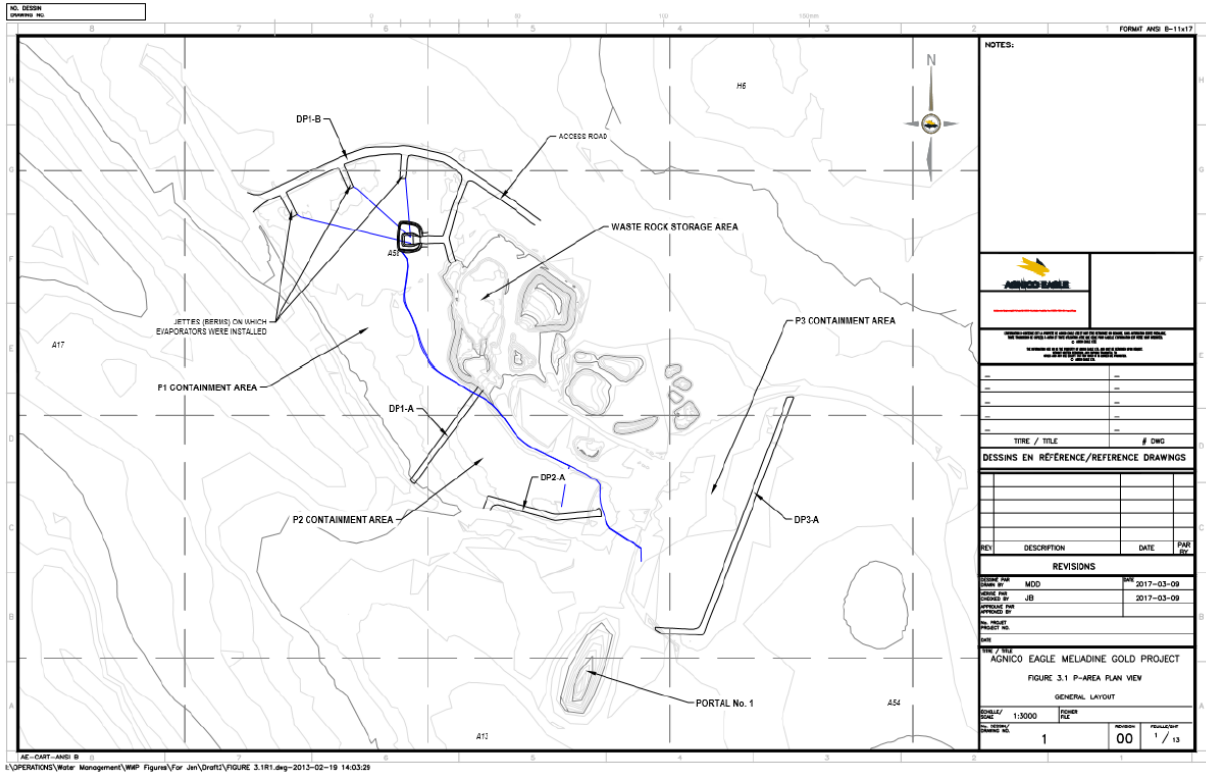 NO. DESSIN
DRAWING NO.
FORMAT ANSI B-11x17
NOTES:
N
H6
DP1-B
ACCESS ROAD
WASTE ROCK STORAGE AREA
JETTIES (BERMS) ON WHICH
EVAPORATORS WERE INSTALLED
A17
P3 CONTAINMENT AREA
P1 CONTAINMENT AREA
DP1-A
DP2-A
P2 CONTAINMENT AREA
DP3-A
PORTAL No. 1
A54
AGNICO EAGLE
TITRE / TITLE
# DWG
DESSINS EN RÉFÉRENCE/REFERENCE DRAWINGS
REV
DESCRIPTION
DATE
PAR
BY
REVISIONS
DESSINÉ PAR
DRAWN BY
MDD
DATE
2017-03-09
CHECKED BY
JB
2017-03-09
APPROUVÉ PAR
APPROVED BY
No. PROJET
PROJECT NO.
DATE
TITRE / TITLE
AGNICO EAGLE MELIADINE GOLD PROJECT
FIGURE 3.1 P-AREA PLAN VIEW
GENERAL LAYOUT
ÉCHELLE/
SCALE
1:3000
FICHIER
FILE
No. DESSIN/
DRAWING NO.
1
REVISION
00
1 / 13
AE-CART-ANSI B
I:\OPERATIONS\Water Management\WMP Figures\For Jen\Draft2\FIGURE 3.1R1.dwg-2013-02-19 14:03:29